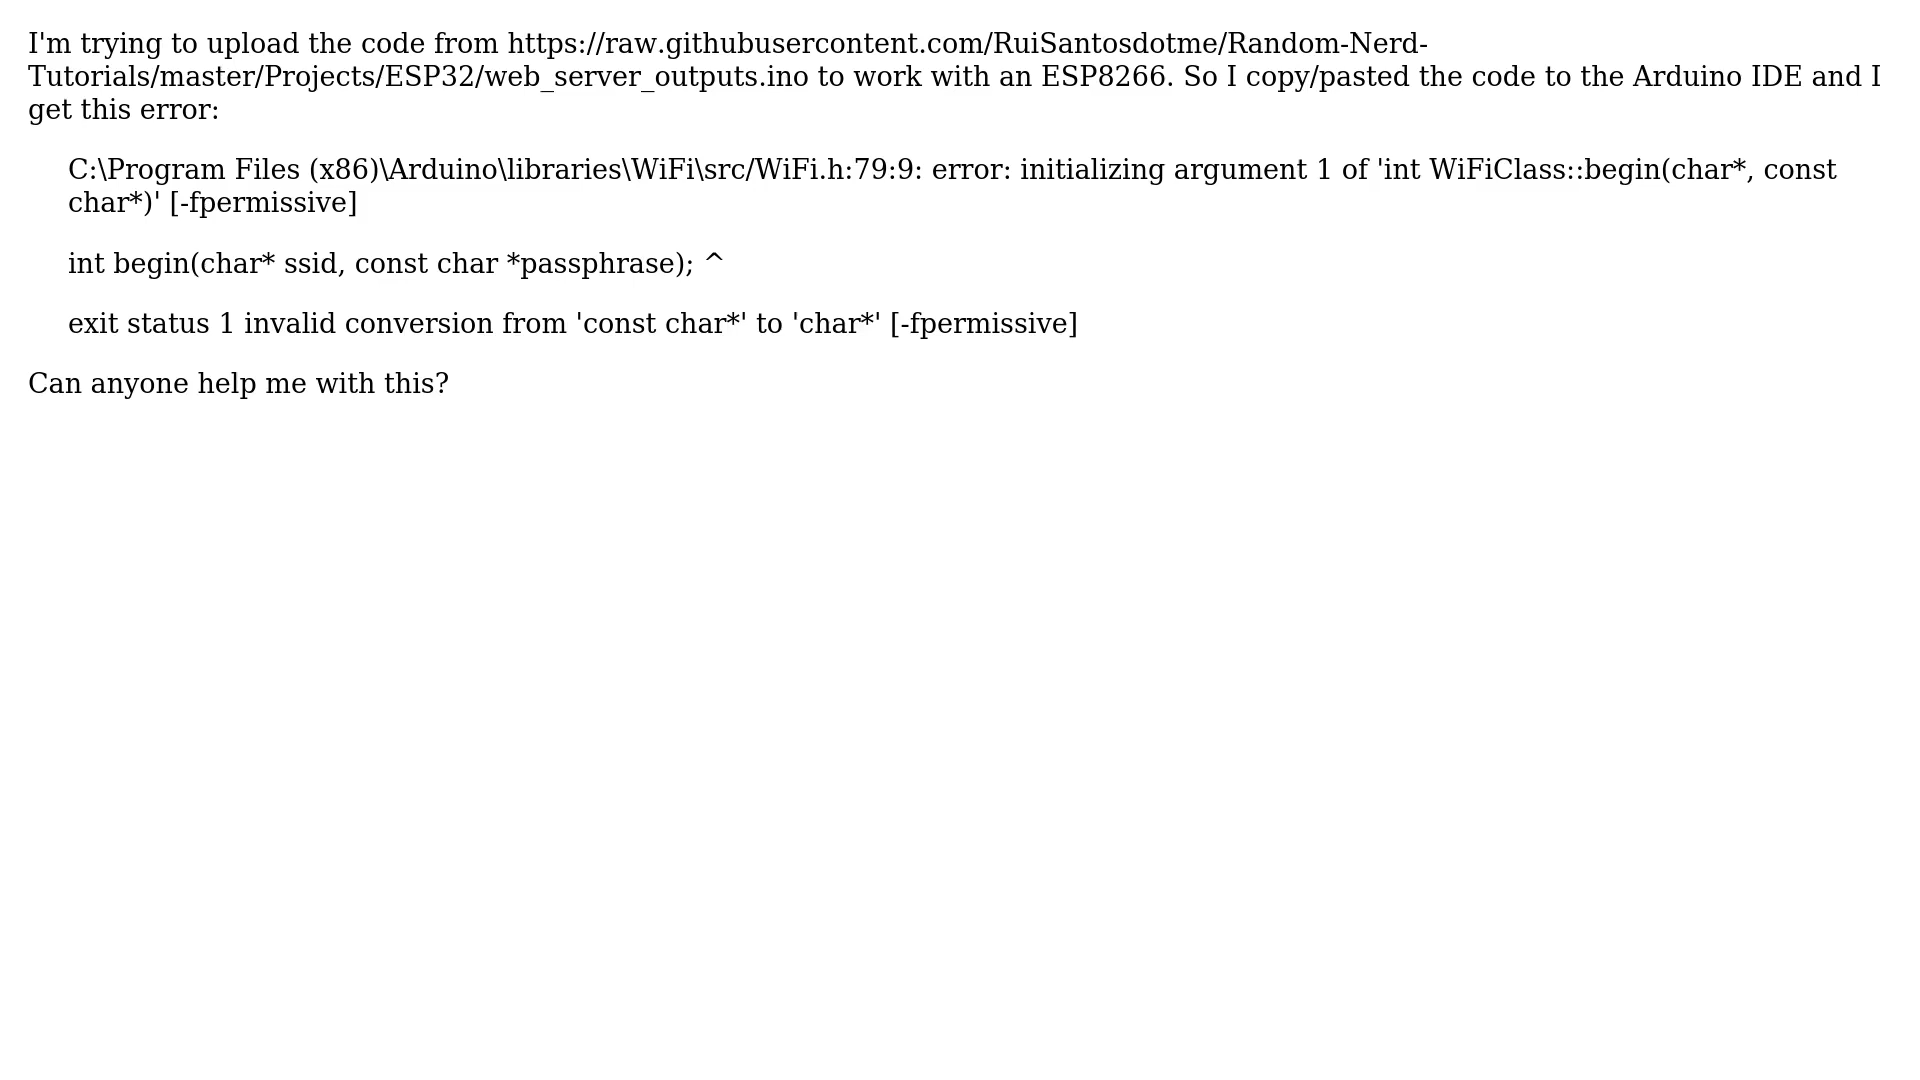 I'm trying to upload the code from https://raw.githubusercontent.com/RuiSantosdotme/Random-Nerd-
Tutorials/master/Projects/ESP32/web_server_outputs.ino to work with an ESP8266. So I copy/pasted the code to the Arduino IDE and I
get this error:
C:\Program Files (x86)\Arduino\libraries\WiFi\src/WiFi.h:79:9: error: initializing argument 1 of 'int WiFiClass::begin(char*, const
char*)' [-fpermissive]
int begin(char* ssid, const char *passphrase); ^
exit status 1 invalid conversion from 'const char*' to 'char*' [-fpermissive]
Can anyone help me with this?